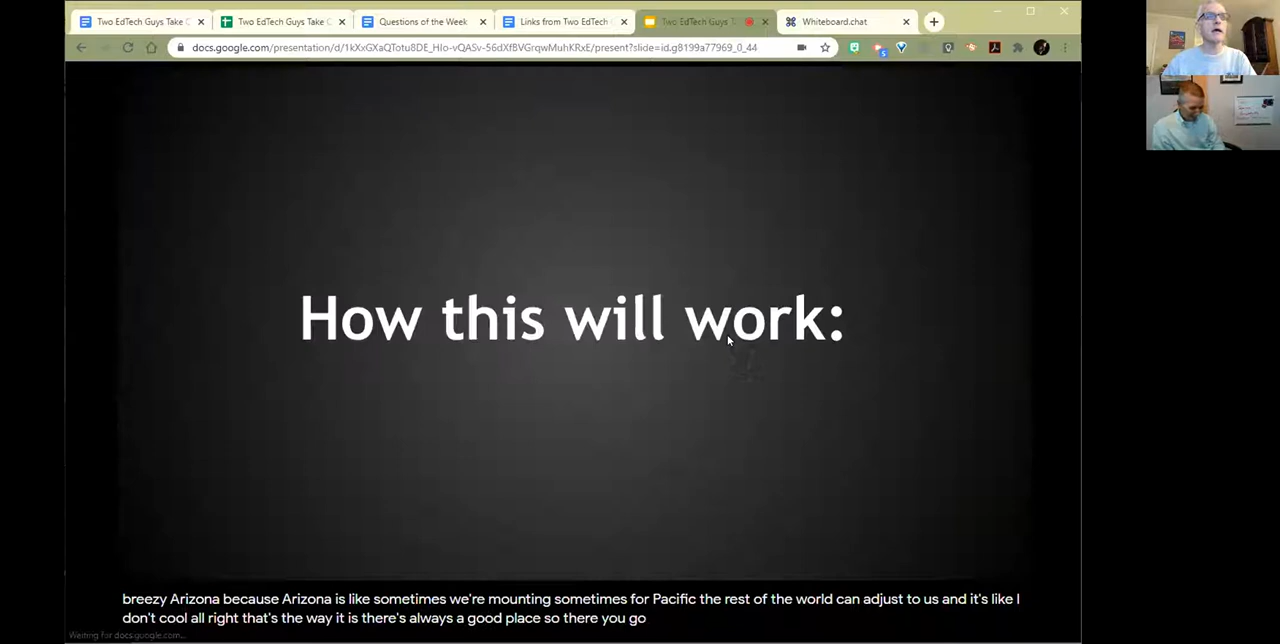 Two EdTech Guys Take Q
Two EdTech Guys Take Q
Questions of the Week
Links from Two EdTech
Two EdTech Guys Ta
Whiteboard.chat
docs.google.com/presentation/d/1kXxGXaQTotu8DE_HIo-vQASv-56dXfBVGrqwMuhKRxE/present?slide=id.g8199a77969_0_44
How this will work:
breezy Arizona because Arizona is like sometimes we're mounting sometimes for Pacific the rest of the world can adjust to us and it's like I
don't cool all right that's the way it is there's always a good place so there you go
Waiting for docs.google.com...